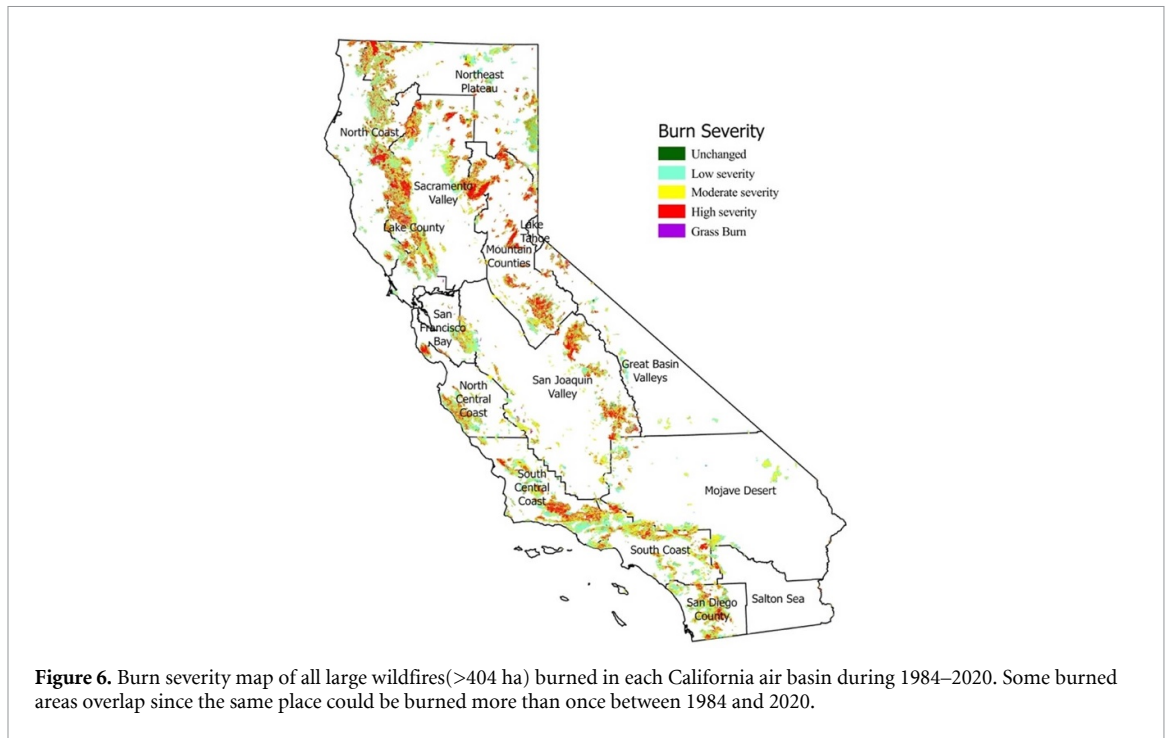 Northeast
Plateau
North Coast
Sacramento
Valley
Lake County
Lake
Tahoe
Mountain
Counties
San
Francisco
Bay
San Joaquin
Valley
Great Basin
Valleys
North
Central
Coast
South
Central
Coast
Mojave Desert
South Coast
San Diego
County
Salton Sea
Burn Severity
Unchanged
Low severity
Moderate severity
High severity
Grass Burn
Figure 6. Burn severity map of all large wildfires(>404 ha) burned in each California air basin during 1984–2020. Some burned
areas overlap since the same place could be burned more than once between 1984 and 2020.